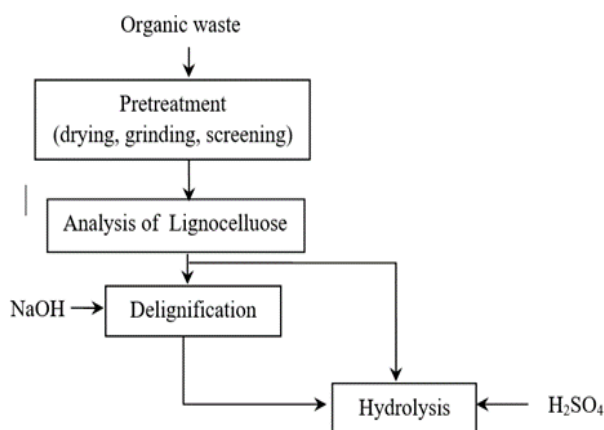 Organic waste
Pretreatment
(drying, grinding, screening)
Analysis of Lignocelluose
NaOH
Delignification
Hydrolysis
H₂SO₄